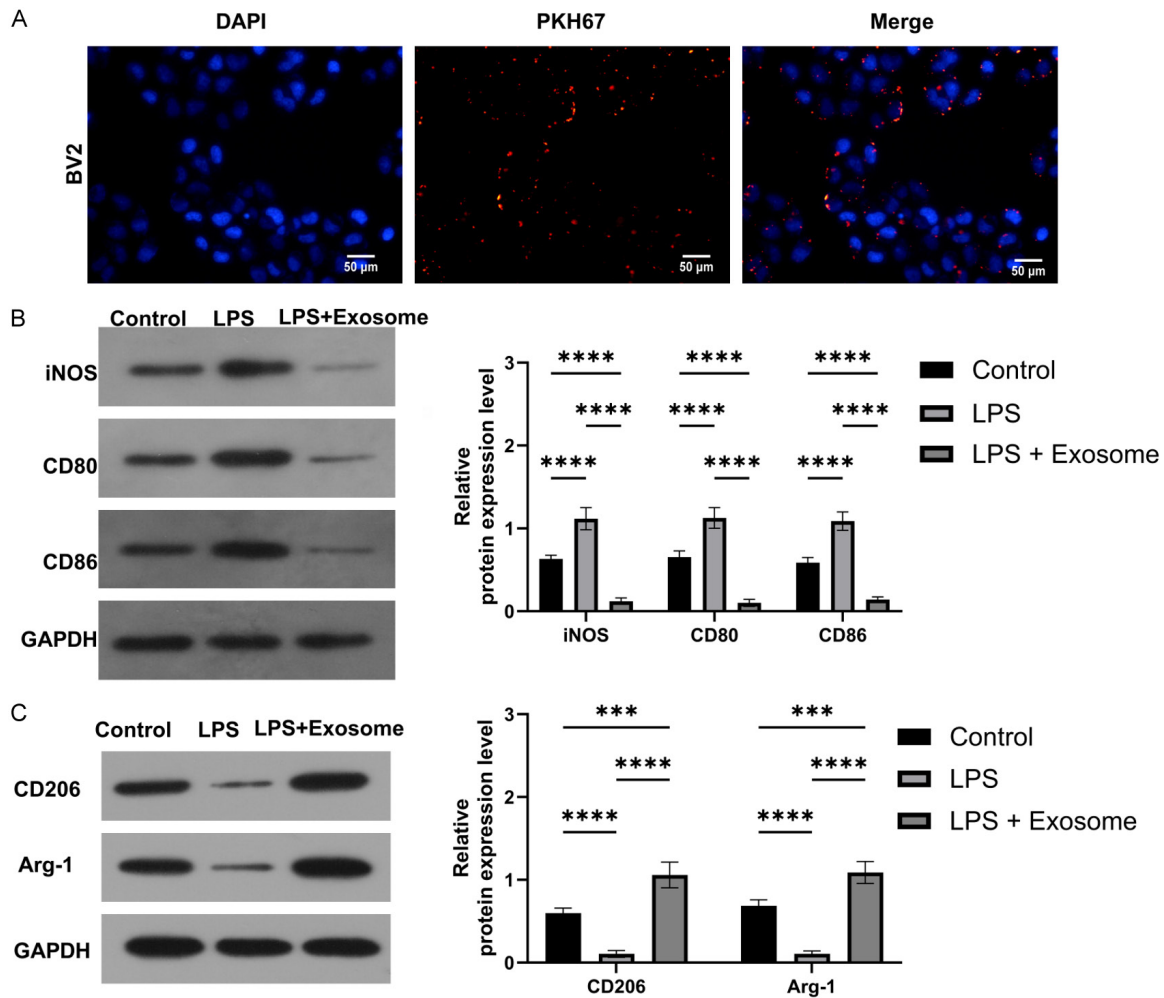 A
DAPI
PKH67
Merge
BV2
50 µm
50 µm
50 µm
B
Control LPS LPS+Exosome
iNOS
CD80
CD86
GAPDH
Relative
protein expression level
3
2
1
0
**** **** ****
**** **** ****
**** **** ****
iNOS CD80 CD86
Control
LPS
LPS + Exosome
C
Control LPS LPS+Exosome
CD206
Arg-1
GAPDH
Relative
protein expression level
3
2
1
0
*** ***
**** ****
**** ****
CD206 Arg-1
Control
LPS
LPS + Exosome